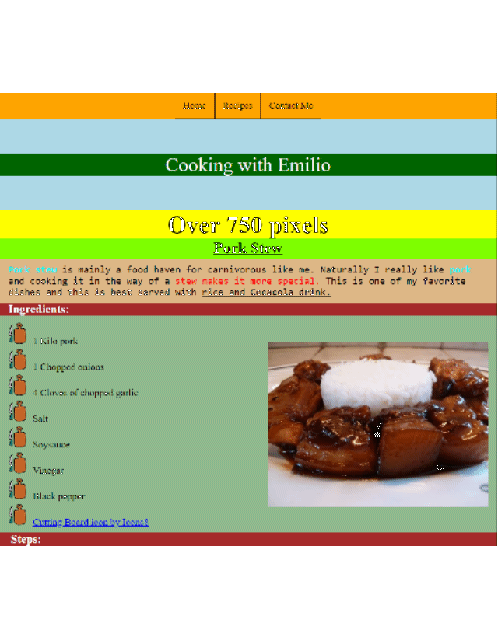 Home Recipes Contact Me
Cooking with Emilio
Over 750 pixels
Pork Stew
Pork stew is mainly a food haven for carnivorous like me. Naturally I really like pork
and cooking it in the way of a stew makes it more special. This is one of my favorite
dishes and this is best served with rice and Cocacola drink.
Ingredients:
1 Kilo pork
3 Chopped onions
4 Cloves of chopped garlic
Salt
Soysauce
Vinegar
Black pepper
Cutting Board icon by Icons8
Steps: